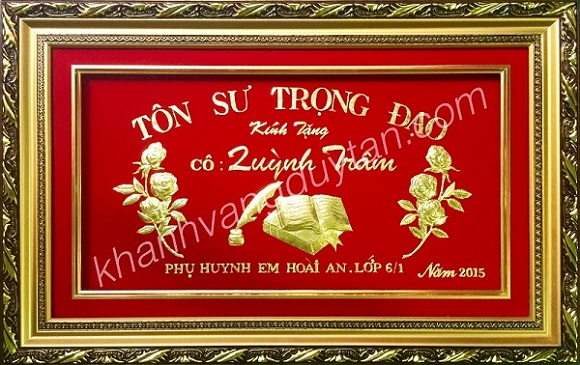 TÔN SƯ TRỌNG ĐẠO
Kính Tặng
CÔ : Quỳnh Trâm
PHỤ HUYNH EM HOÀI AN . LỚP 6/1 Năm 2015
khanhvangduytan.com